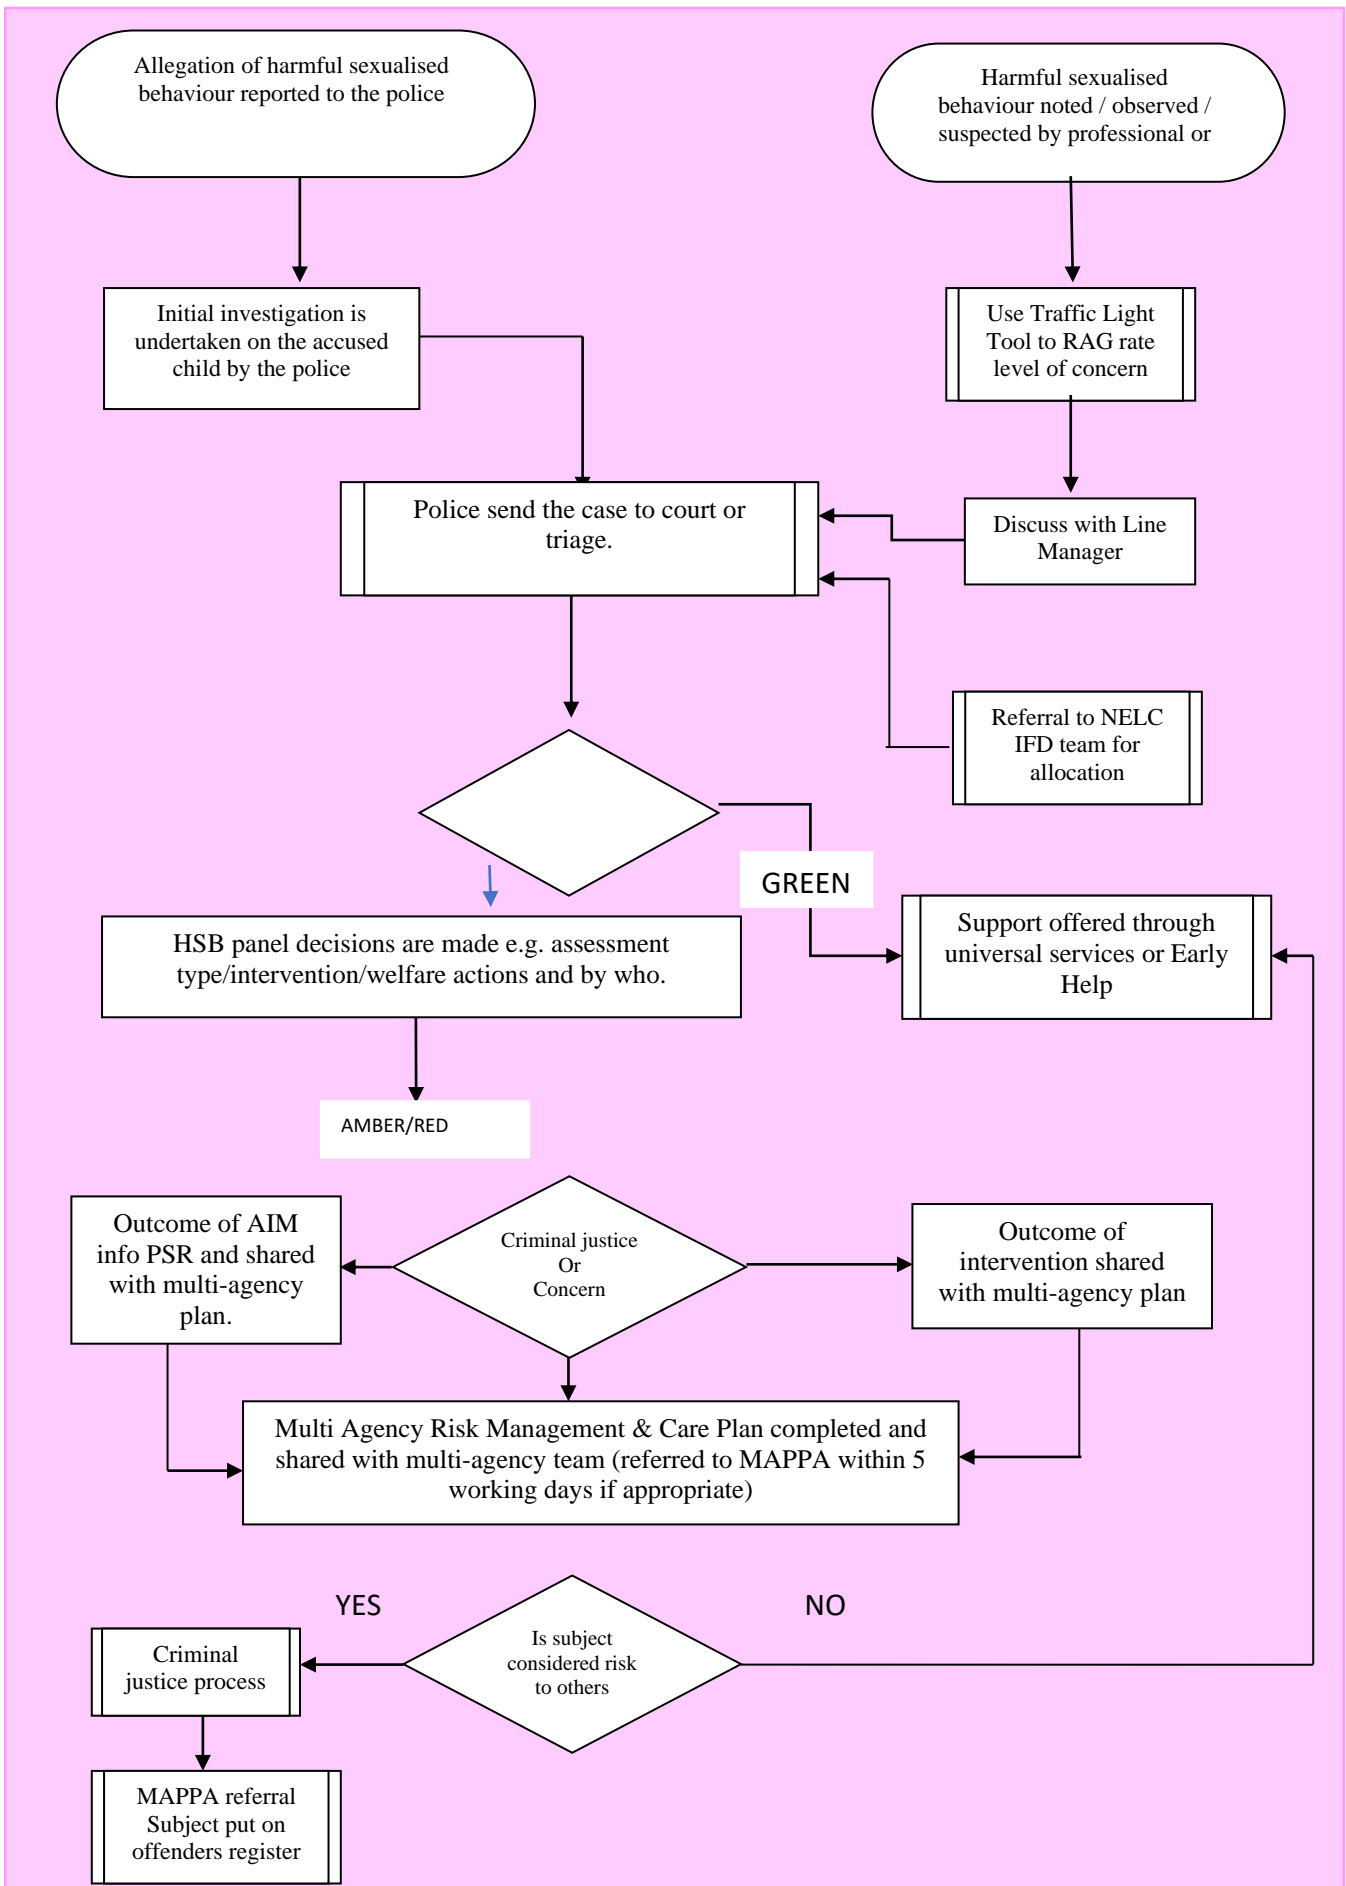 Allegation of harmful sexualised
behaviour reported to the police
Harmful sexualised
behaviour noted / observed /
suspected by professional or
Initial investigation is
undertaken on the accused
child by the police
Use Traffic Light
Tool to RAG rate
level of concern
Police send the case to court or
triage.
Discuss with Line
Manager
Referral to NELC
IFD team for
allocation
GREEN
HSB panel decisions are made e.g. assessment
type/intervention/welfare actions and by who.
Support offered through
universal services or Early
Help
AMBER/RED
Outcome of AIM
info PSR and shared
with multi-agency
plan.
Criminal justice
Or
Concern
Outcome of
intervention shared
with multi-agency plan
Multi Agency Risk Management & Care Plan completed and
shared with multi-agency team (referred to MAPPA within 5
working days if appropriate)
YES
NO
Is subject
considered risk
to others
Criminal
justice process
MAPPA referral
Subject put on
offenders register